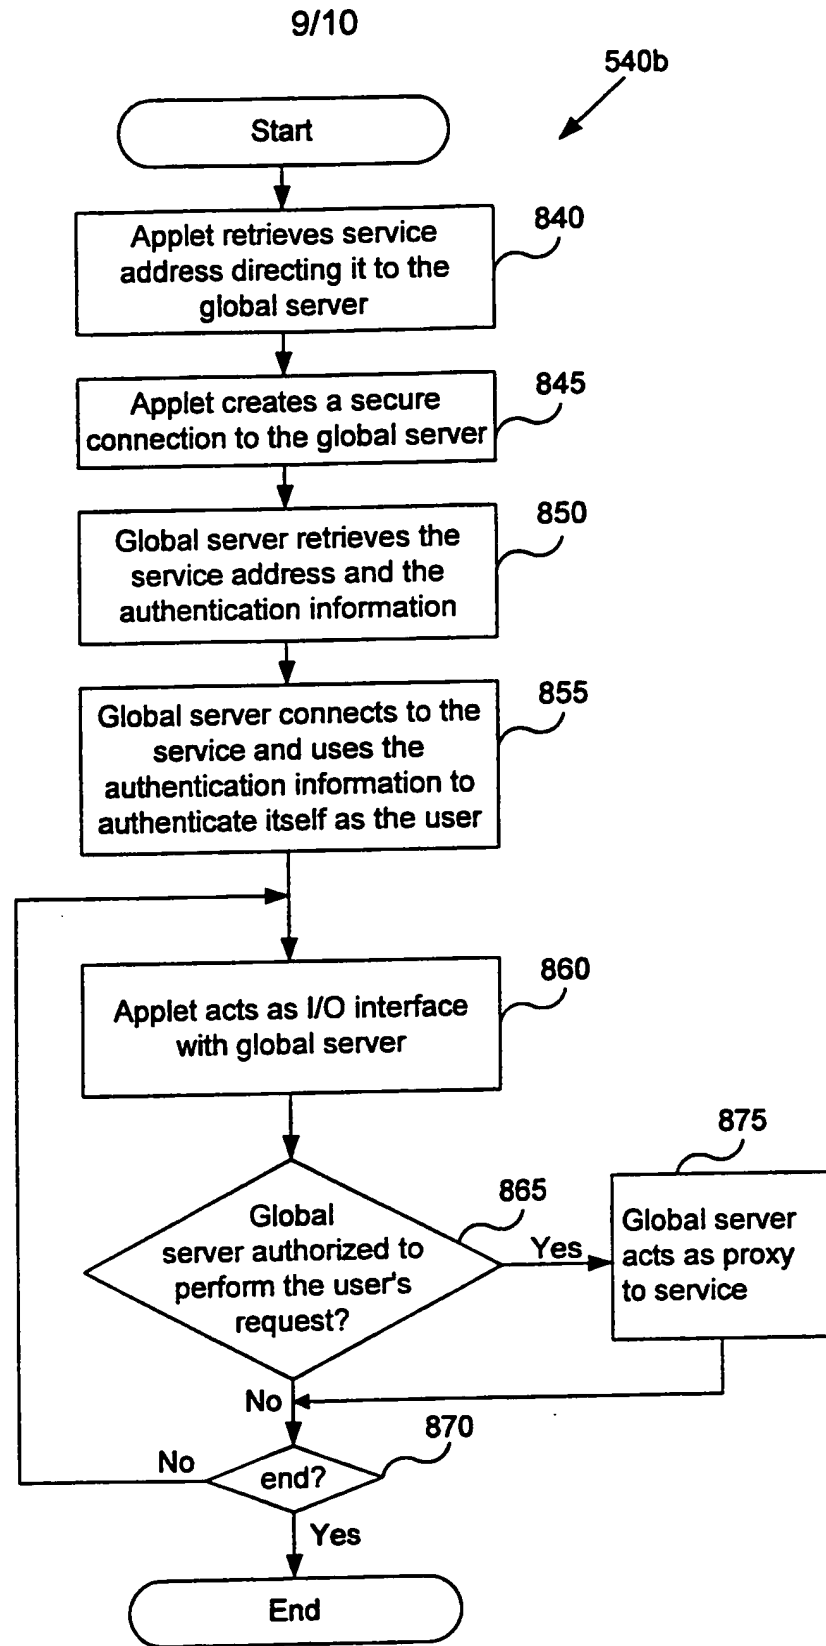 9/10
540b
Start
Applet retrieves service
address directing it to the
global server
840
Applet creates a secure
connection to the global server
845
Global server retrieves the
service address and the
authentication information
850
Global server connects to the
service and uses the
authentication information to
authenticate itself as the user
855
Applet acts as I/O interface
with global server
860
Global
server authorized to
perform the user's
request?
865
Yes
875
Global server
acts as proxy
to service
No
870
No
end?
Yes
End